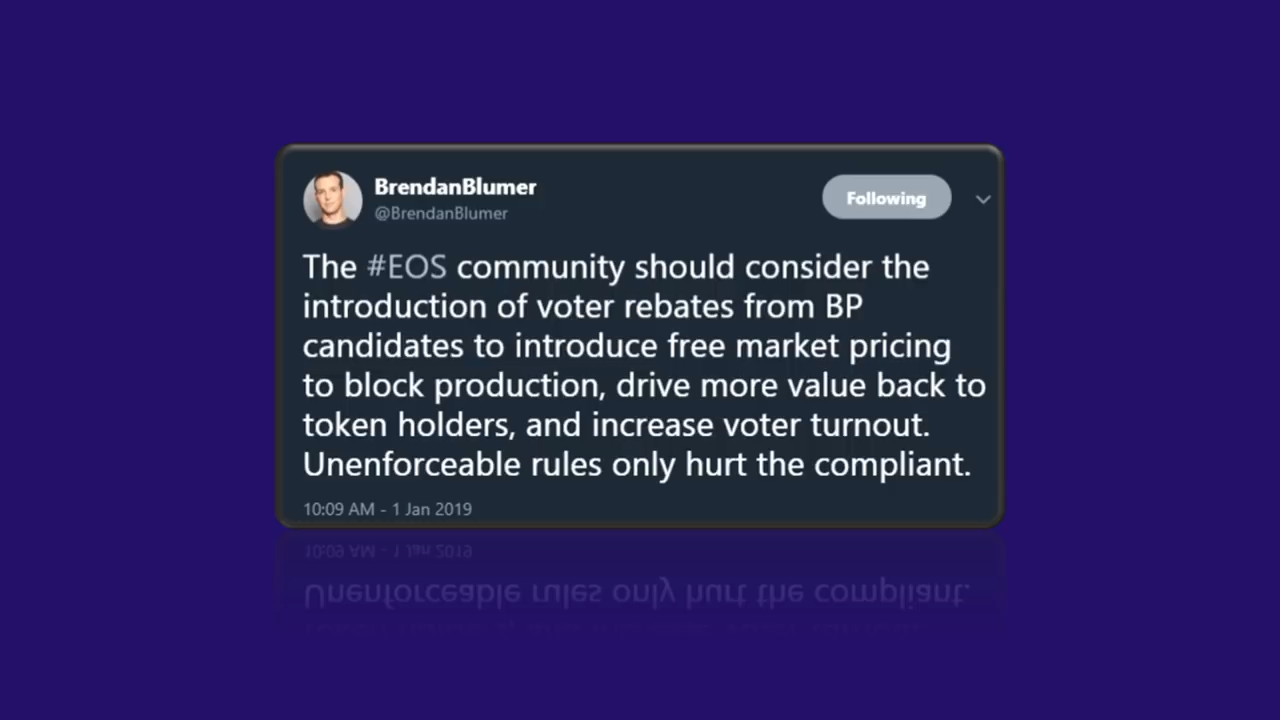 BrendanBlumer
@BrendanBlumer
Following
The #EOS community should consider the
introduction of voter rebates from BP
candidates to introduce free market pricing
to block production, drive more value back to
token holders, and increase voter turnout.
Unenforceable rules only hurt the compliant.
10:09 AM - 1 Jan 2019